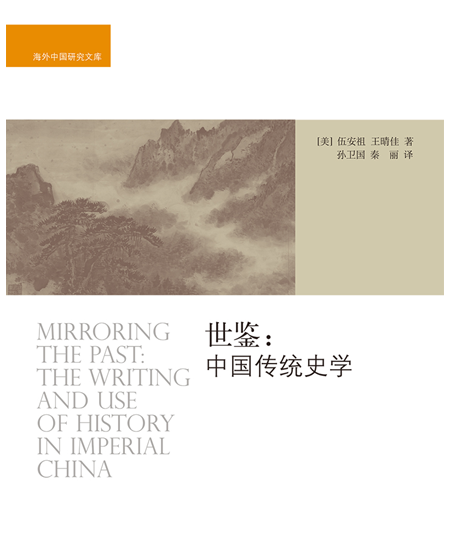 海外中国研究文库
[美] 伍安祖 王晴佳 著
孙卫国 秦 丽 译
世鉴：
中国传统史学
MIRRORING
THE PAST:
THE WRITING
AND USE
OF HISTORY
IN IMPERIAL
CHINA